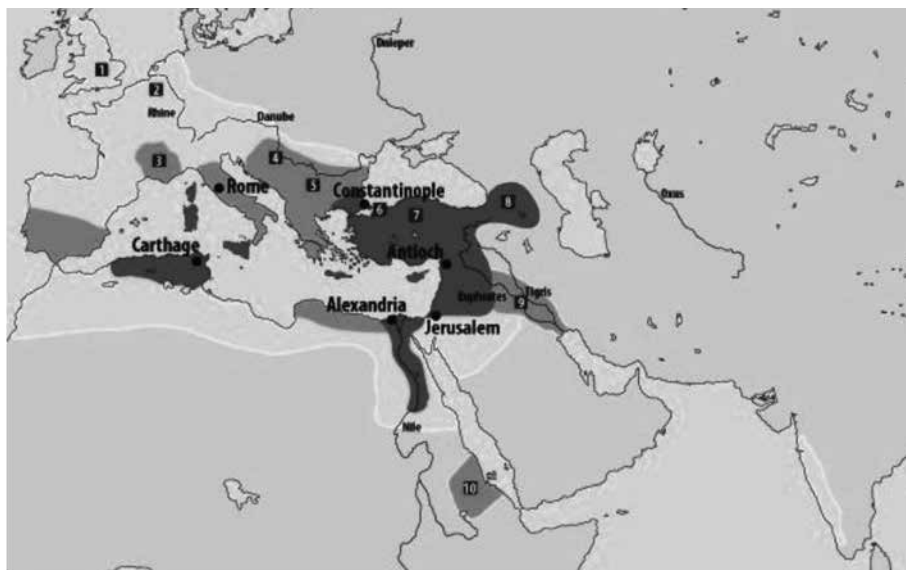 Dnieper
1
2
Rhine
Danube
3
4
5
Rome
Constantinople
6
7
8
Oxus
Carthage
Antioch
Euphrates
Tigris
9
Alexandria
Jerusalem
Nile
10